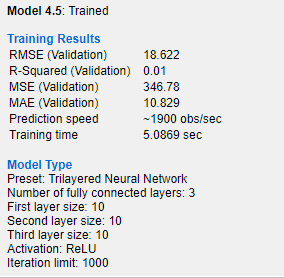 Model 4.5: Trained
Training Results
RMSE (Validation) 18.622
R-Squared (Validation) 0.01
MSE (Validation) 346.78
MAE (Validation) 10.829
Prediction speed ~1900 obs/sec
Training time 5.0869 sec
Model Type
Preset: Trilayered Neural Network
Number of fully connected layers: 3
First layer size: 10
Second layer size: 10
Third layer size: 10
Activation: ReLU
Iteration limit: 1000